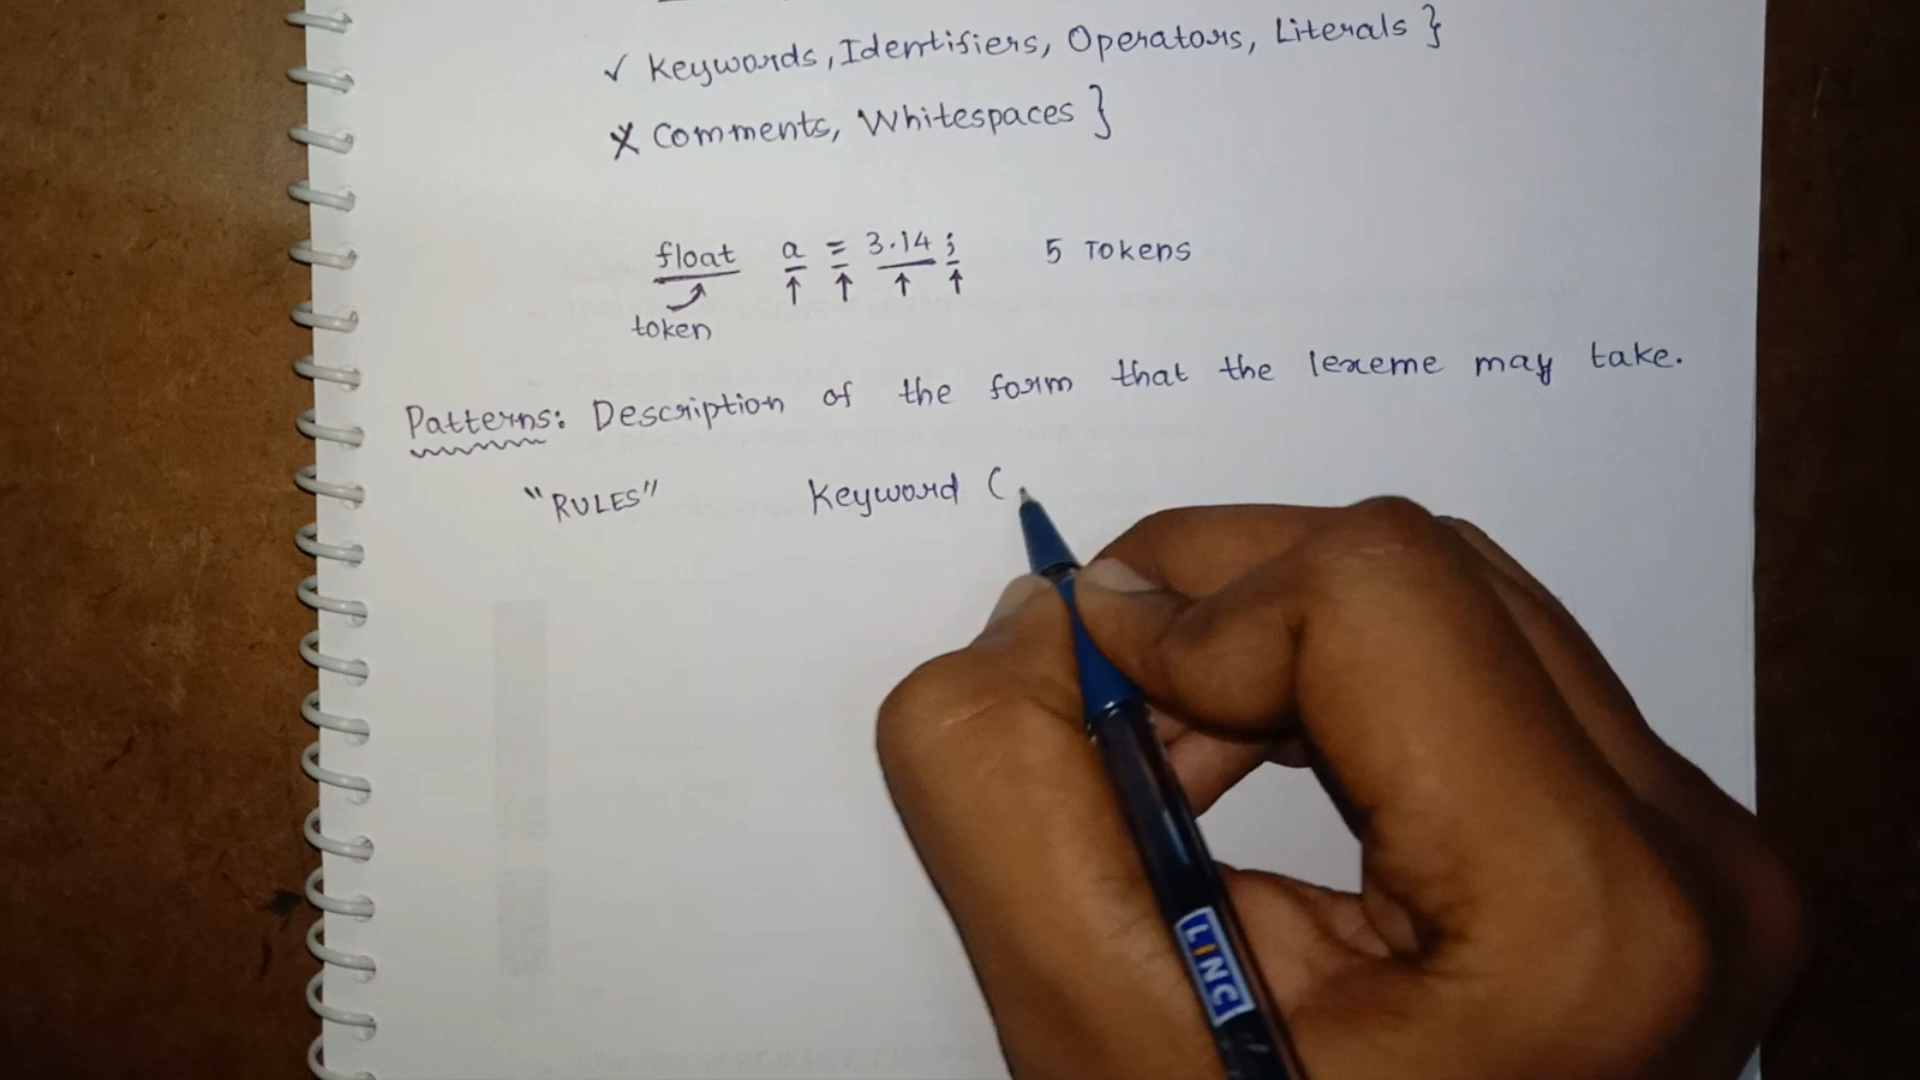 ✓ Keywords, Identifiers, Operators, Literals }
X Comments, Whitespaces }
float a = 3.14 ; 5 Tokens
token
Patterns: Description of the form that the lexeme may take.
"RULES" Keyword (
LINC